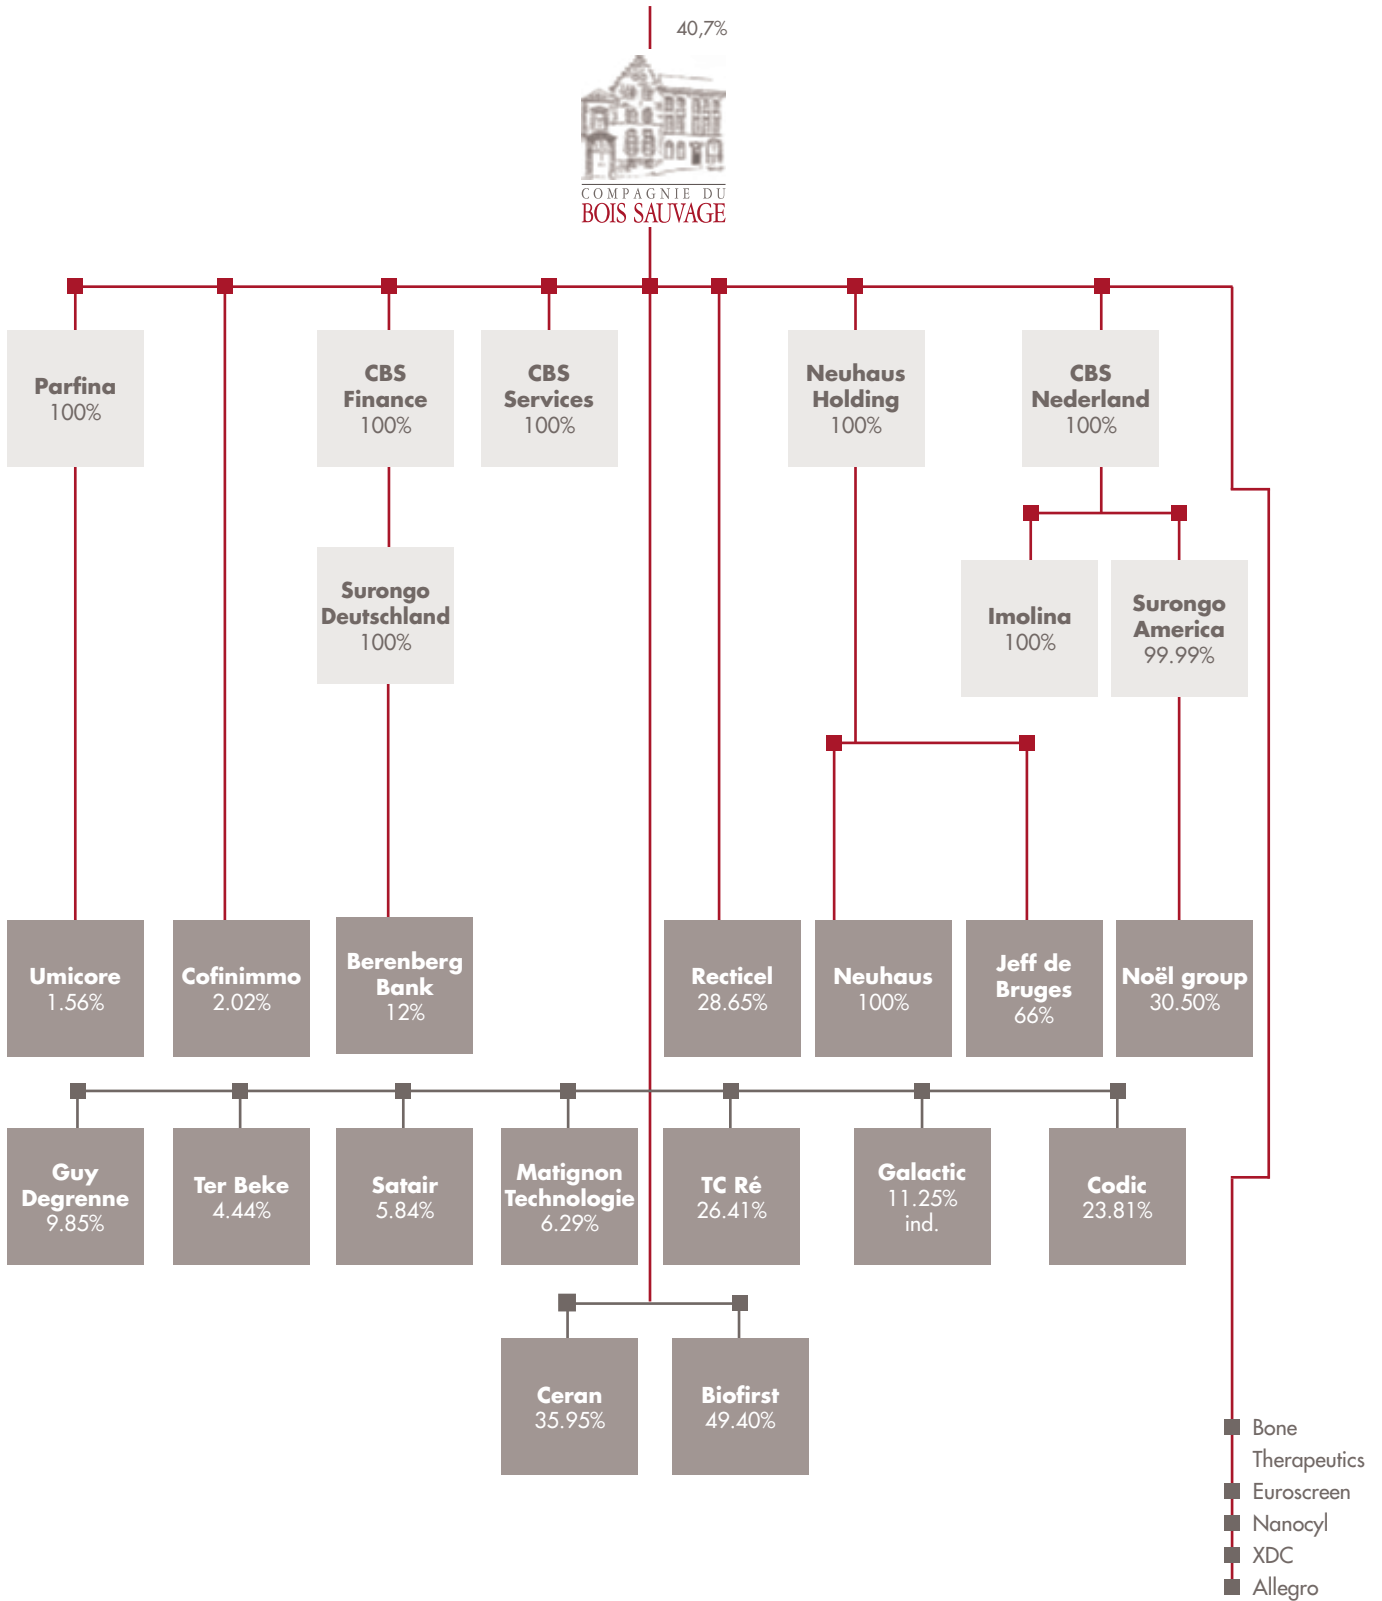 40,7%
COMPAGNIE DU
BOIS SAUVAGE
Parfina
100%
CBS
Finance
100%
CBS
Services
100%
Neuhaus
Holding
100%
CBS
Nederland
100%
Surongo
Deutschland
100%
Imolina
100%
Surongo
America
99.99%
Umicore
1.56%
Cofinimmo
2.02%
Berenberg
Bank
12%
Recticel
28.65%
Neuhaus
100%
Jeff de
Bruges
66%
Noël group
30.50%
Guy
Degrenne
9.85%
Ter Beke
4.44%
Satair
5.84%
Matignon
Technologie
6.29%
TC Ré
26.41%
Galactic
11.25%
ind.
Codic
23.81%
Ceran
35.95%
Biofirst
49.40%
Bone
Therapeutics
Euroscreen
Nanocyl
XDC
Allegro